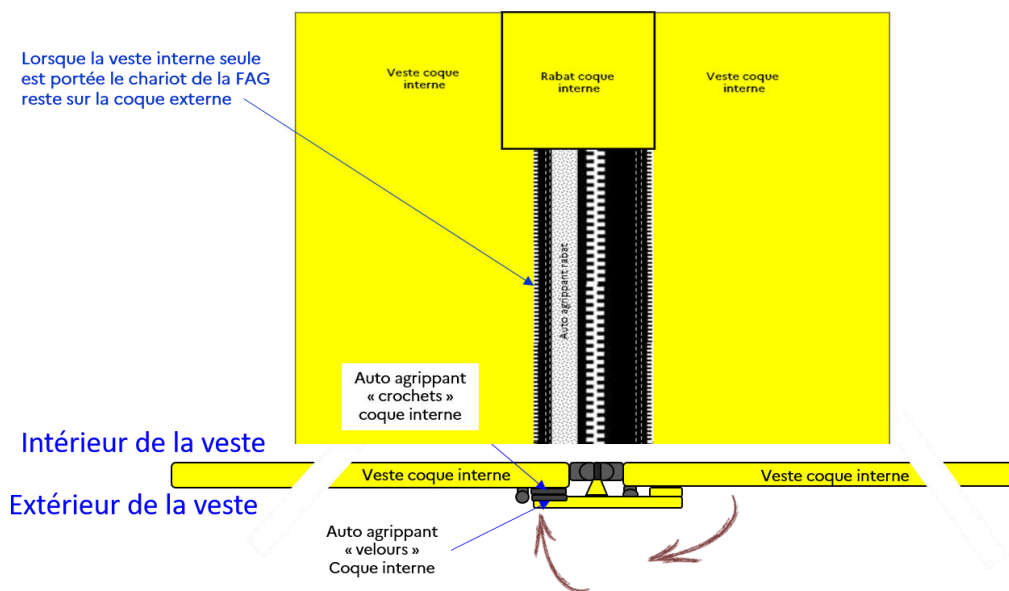 Lorsque la veste interne seule
est portée le chariot de la FAG
reste sur la coque externe
Veste coque
interne
Rabat coque
interne
Veste coque
interne
Auto agrippant rabat
Auto agrippant
« crochets »
coque interne
Intérieur de la veste
Veste coque interne
Veste coque interne
Extérieur de la veste
Auto agrippant
« velours »
Coque interne